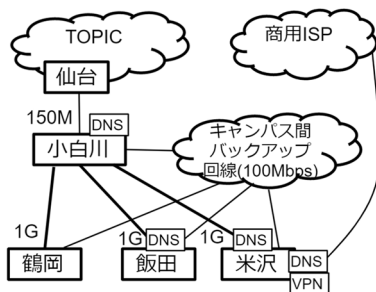 TOPIC
商用ISP
仙台
150M
DNS
小白川
キャンパス間
バックアップ
回線(100Mbps)
1G
1G
DNS
1G
DNS
鶴岡
飯田
米沢
DNS
VPN